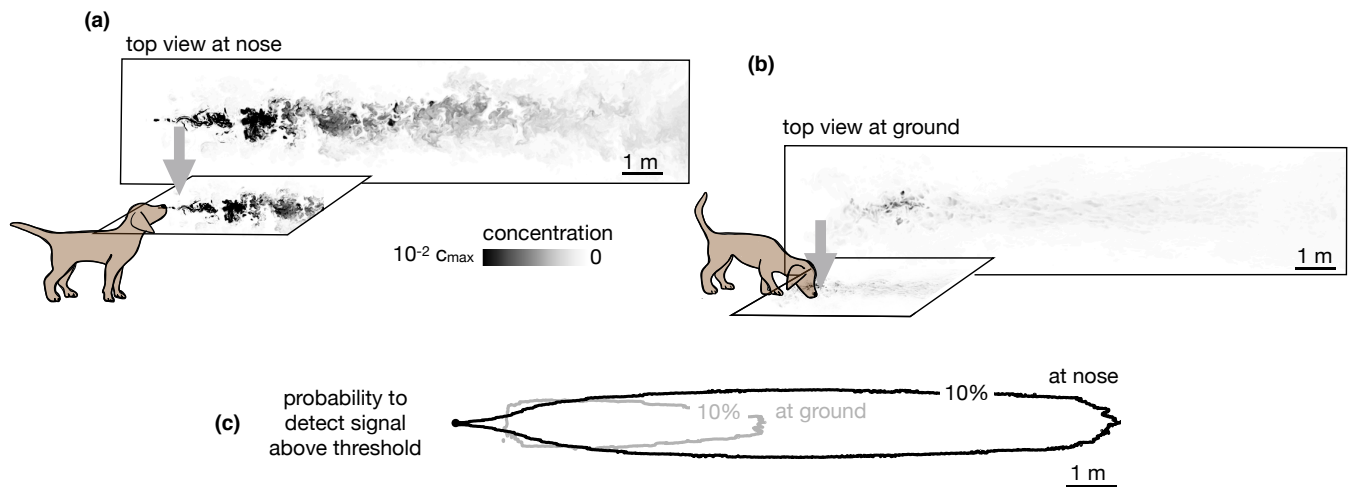 (a)
top view at nose
1 m
concentration
10⁻² cmax 0
(b)
top view at ground
1 m
(c)
probability to
detect signal
above threshold
10%
at ground
10%
at nose
1 m